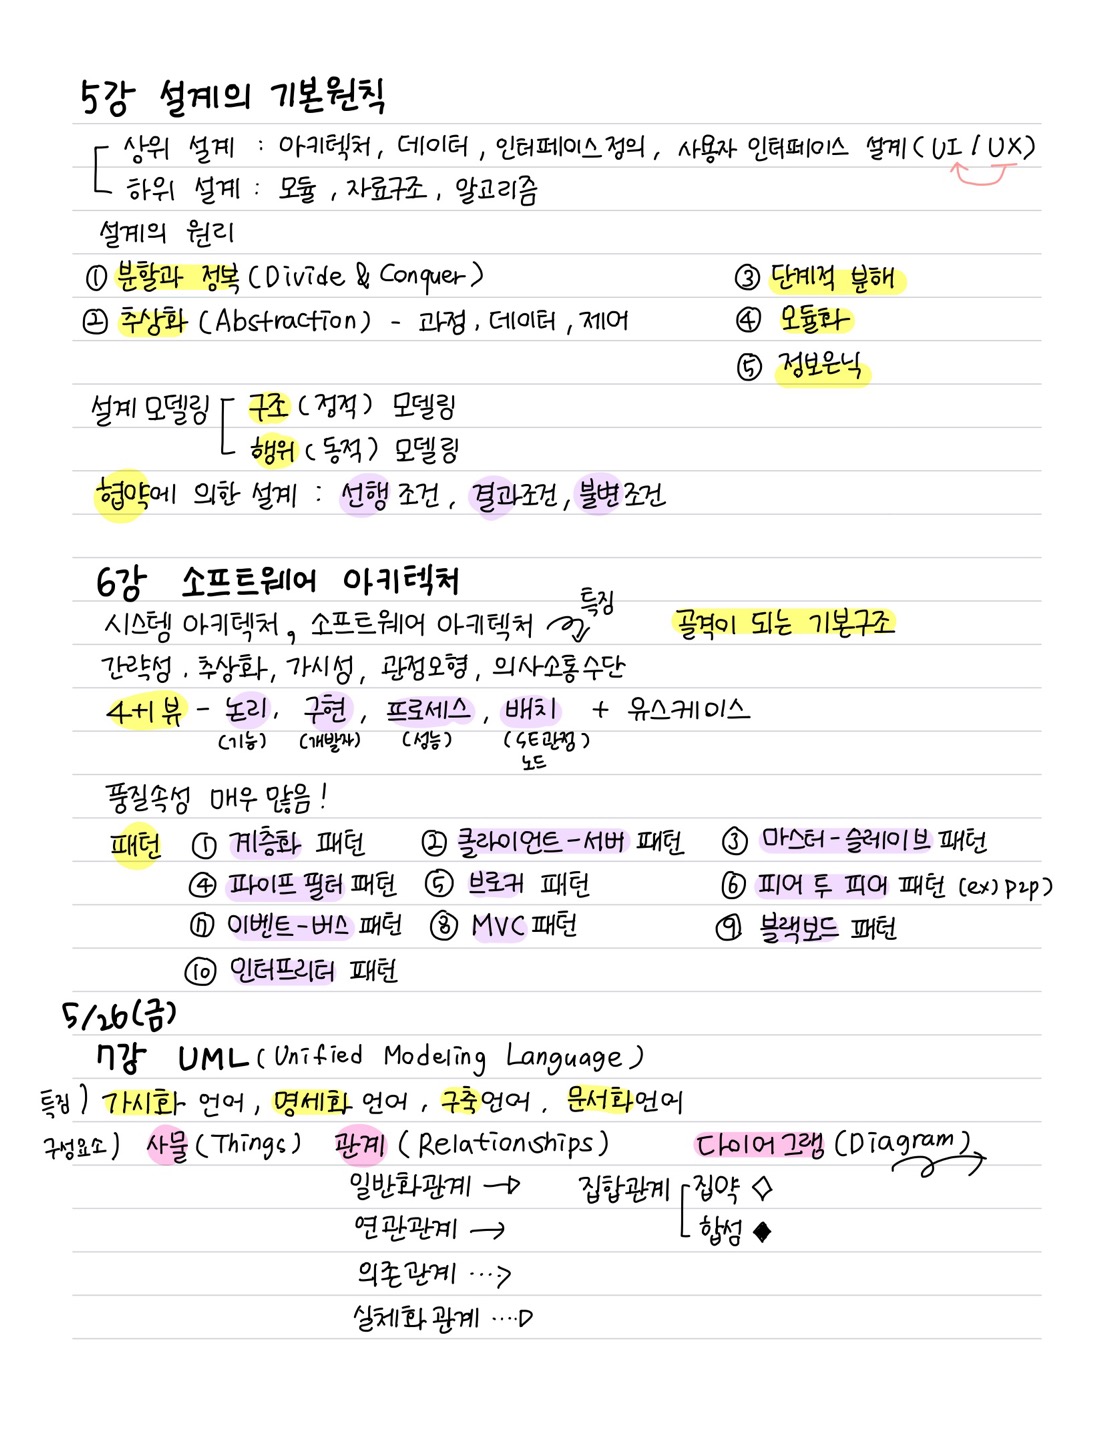 5강 설계의 기본원칙
상위 설계 : 아키텍처, 데이터, 인터페이스 정의, 사용자 인터페이스 설계(UI/UX)
하위 설계 : 모듈, 자료구조, 알고리즘
설계의 원리
① 분할과 정복(Divide & Conquer) ③ 단계적 분해
② 추상화 (Abstraction) - 과정, 데이터, 제어 ④ 모듈화
⑤ 정보은닉
설계 모델링 구조(정적) 모델링
행위(동적) 모델링
협약에 의한 설계 : 선행 조건, 결과조건, 불변조건
6강 소프트웨어 아키텍처
시스템 아키텍처, 소프트웨어 아키텍처 특징 골격이 되는 기본구조
간략성, 추상화, 가시성, 관점모형, 의사소통수단
4+1 뷰 - 논리, 구현, 프로세스, 배치 + 유스케이스
(기능) (개발자) (성능) (SE관점)
노드
품질속성 매우 많음!
패턴 ① 계층화 패턴 ② 클라이언트-서버 패턴 ③ 마스터-슬레이브 패턴
④ 파이프 필터 패턴 ⑤ 브로커 패턴 ⑥ 피어 투 피어 패턴 (ex) P2P)
⑦ 이벤트-버스 패턴 ⑧ MVC 패턴 ⑨ 블랙보드 패턴
⑩ 인터프리터 패턴
5/26(금)
7강 UML(Unified Modeling Language)
특징) 가시화 언어, 명세화 언어, 구축언어, 문서화언어
구성요소) 사물(Things) 관계(Relationships) 다이어그램(Diagram)
일반화관계 집합관계 집약 ◇
연관관계 → 합성 ◆
의존관계 ···>
실체화 관계 ····▷